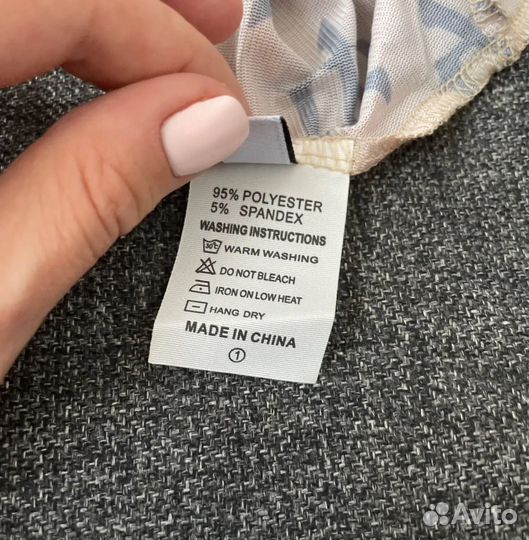 95% POLYESTER
5% SPANDEX
WASHING INSTRUCTIONS
30°C WARM WASHING
DO NOT BLEACH
IRON ON LOW HEAT
HANG DRY
MADE IN CHINA
1
Avito